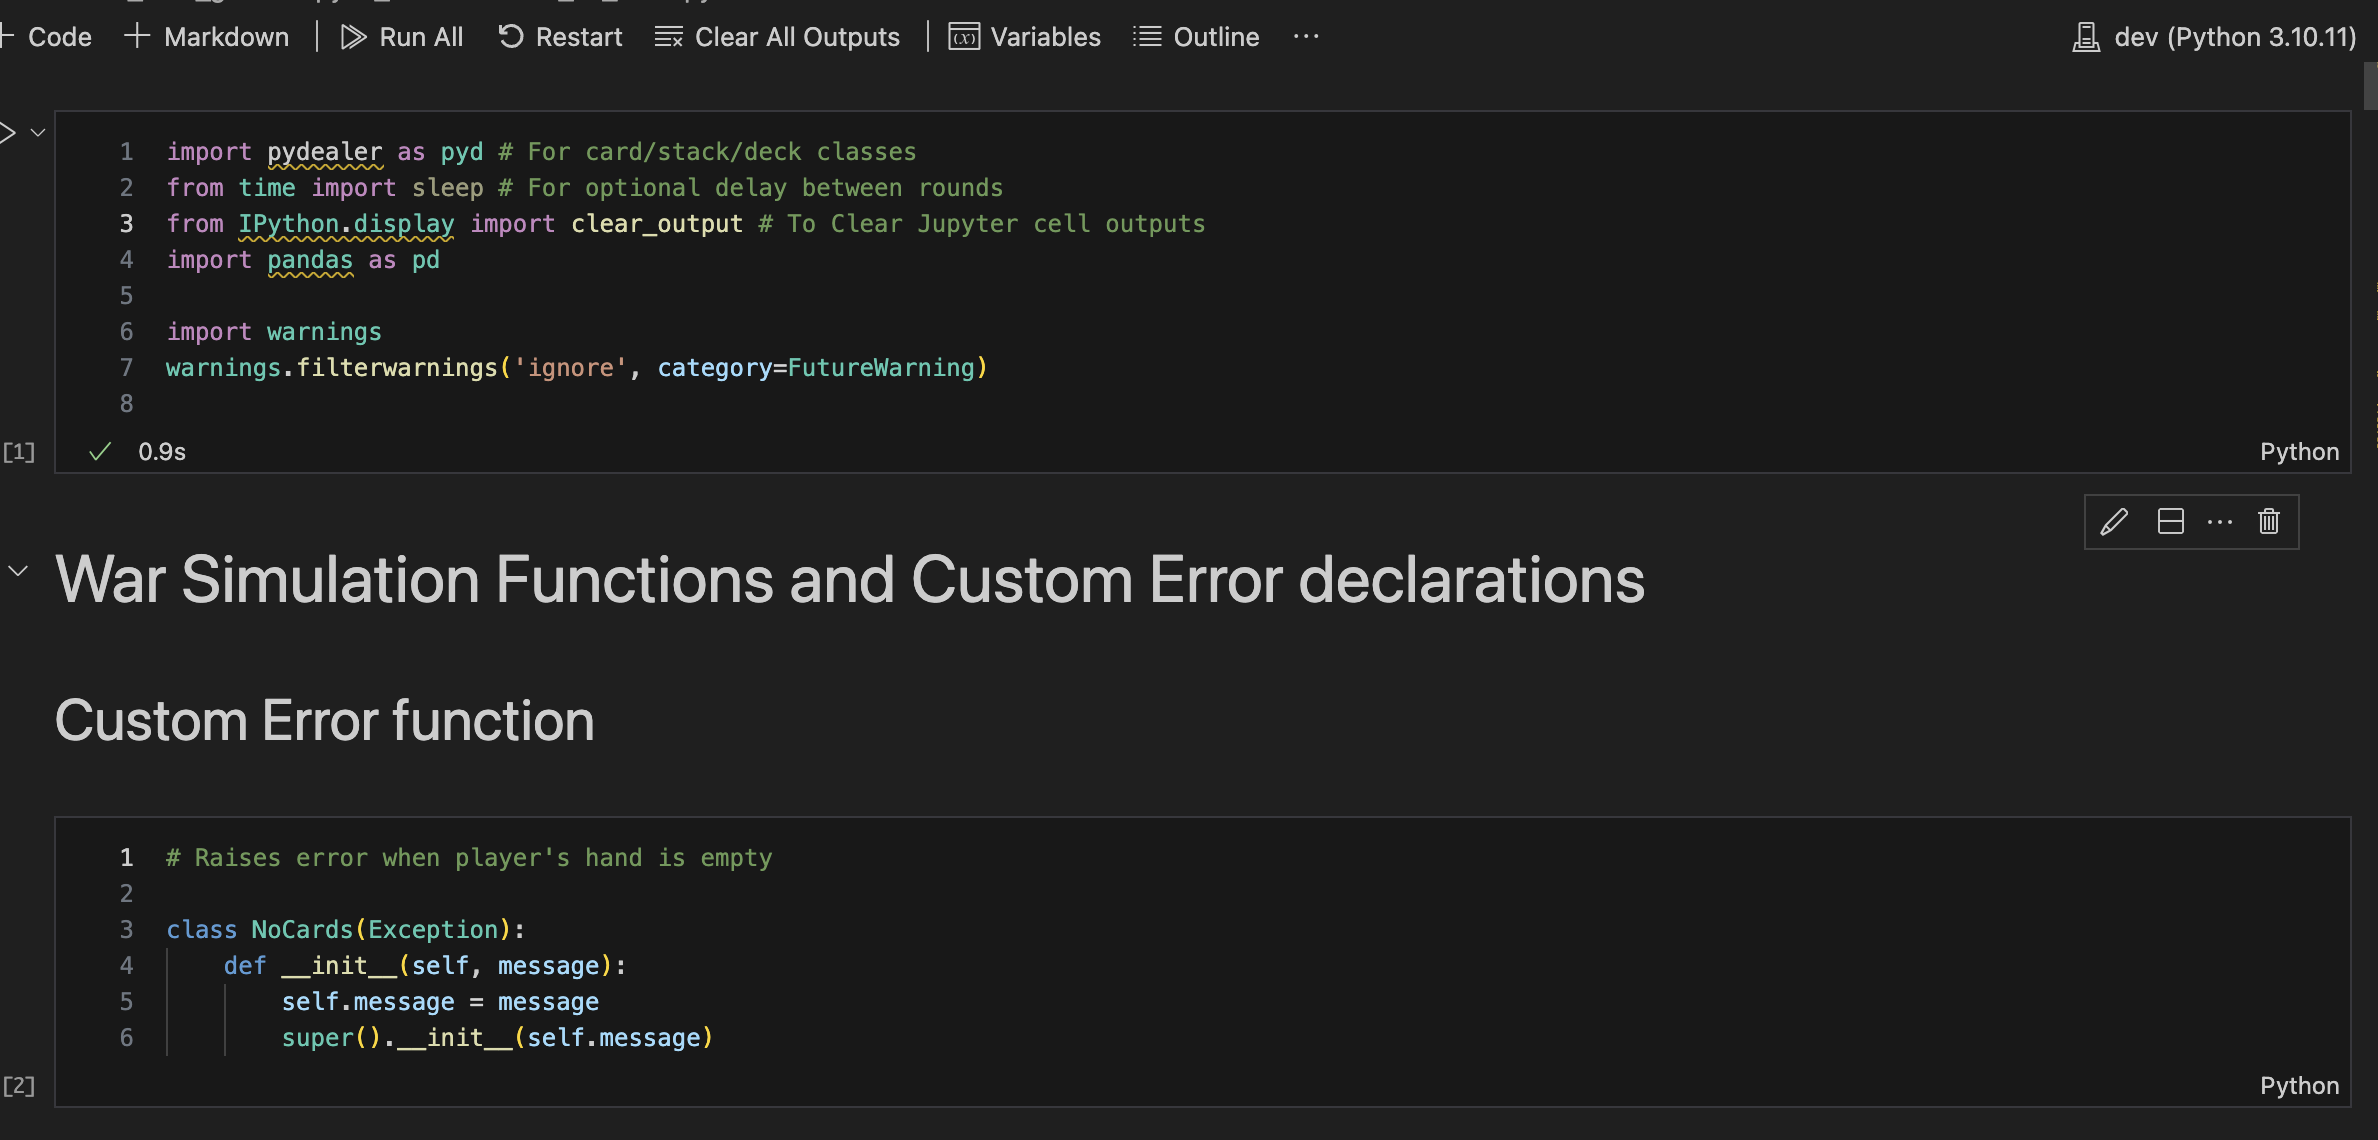 Code Markdown Run All Restart Clear All Outputs Variables Outline ··· dev (Python 3.10.11)
1 import pydealer as pyd # For card/stack/deck classes
2 from time import sleep # For optional delay between rounds
3 from IPython.display import clear_output # To Clear Jupyter cell outputs
4 import pandas as pd
5
6 import warnings
7 warnings.filterwarnings('ignore', category=FutureWarning)
8
[1] 0.9s Python
War Simulation Functions and Custom Error declarations
Custom Error function
1 # Raises error when player's hand is empty
2
3 class NoCards(Exception):
4     def __init__(self, message):
5         self.message = message
6         super().__init__(self.message)
[2] Python